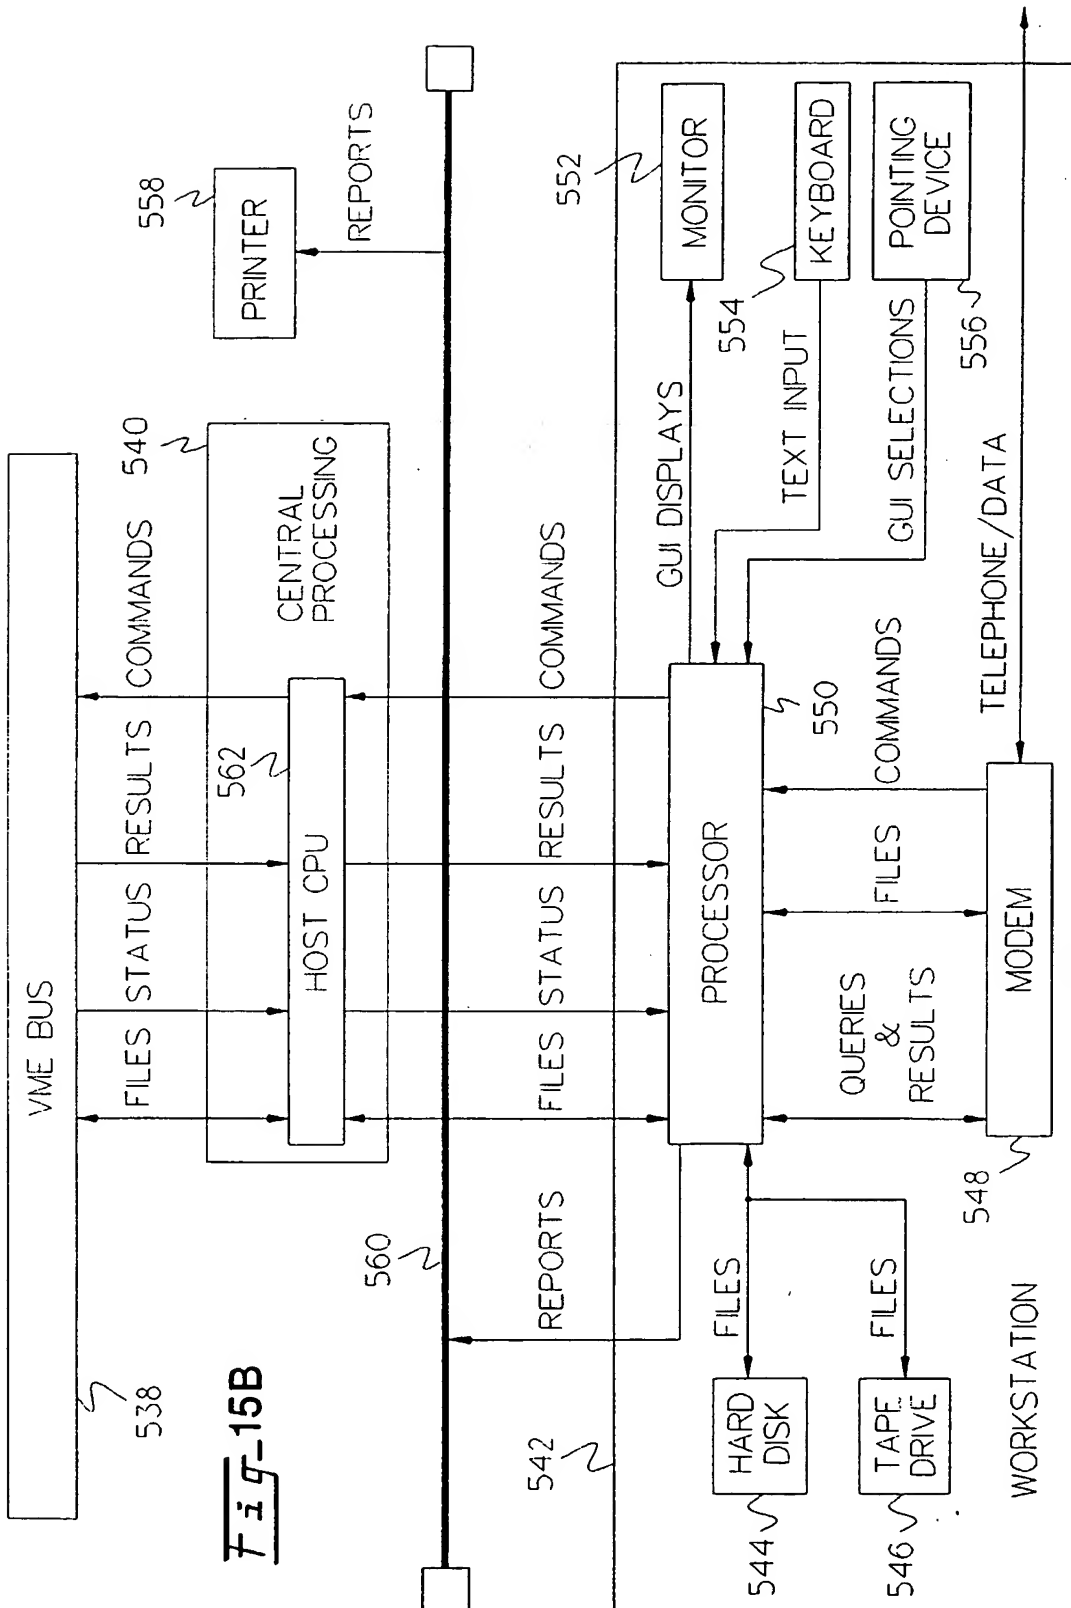 VME BUS
538
FILES
STATUS
RESULTS
COMMANDS
540
HOST CPU
562
CENTRAL
PROCESSING
558
PRINTER
REPORTS
Fig_15B
560
REPORTS
FILES
STATUS
RESULTS
COMMANDS
542
PROCESSOR
550
GUI DISPLAYS
552
MONITOR
TEXT INPUT
554
KEYBOARD
GUI SELECTIONS
POINTING
DEVICE
556
FILES
HARD
DISK
544
FILES
TAPE
DRIVE
546
QUERIES
&
RESULTS
FILES
COMMANDS
MODEM
548
TELEPHONE/DATA
WORKSTATION